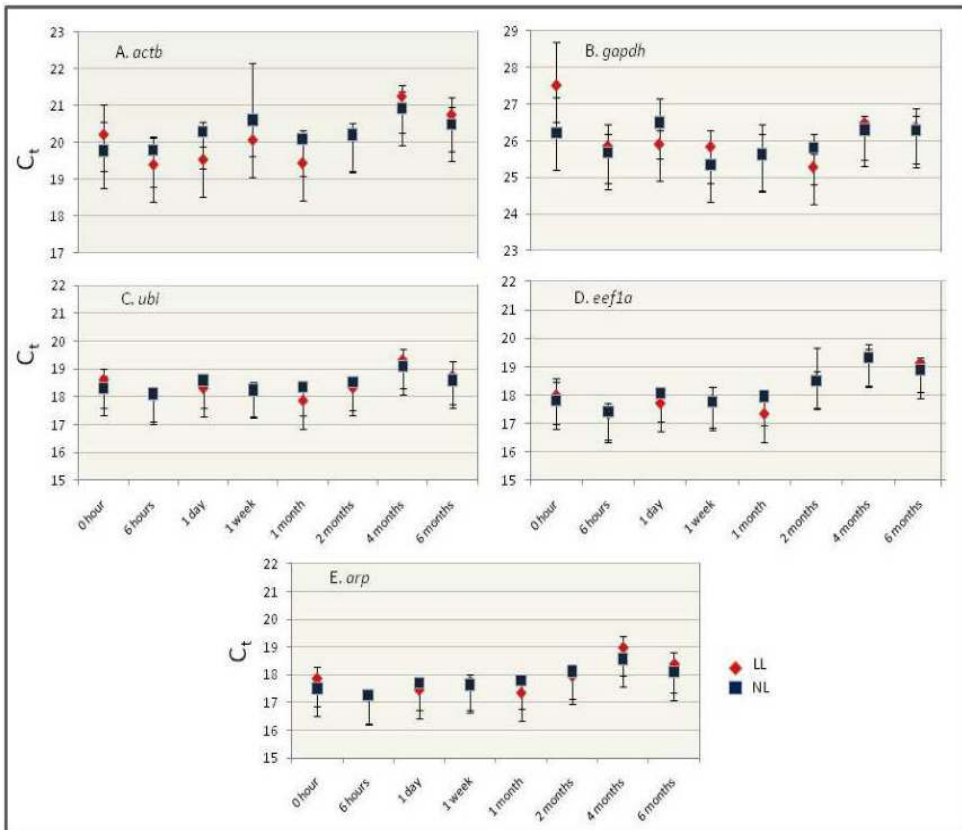 A. actb
C_t
23
22
21
20
19
18
17
B. gapdh
29
28
27
26
25
24
23
C. ubi
C_t
22
21
20
19
18
17
16
15
0 hour
6 hours
1 day
1 week
1 month
2 months
4 months
6 months
D. eef1a
22
21
20
19
18
17
16
15
0 hour
6 hours
1 day
1 week
1 month
2 months
4 months
6 months
E. arp
C_t
22
21
20
19
18
17
16
15
0 hour
6 hours
1 day
1 week
1 month
2 months
4 months
6 months
LL
NL